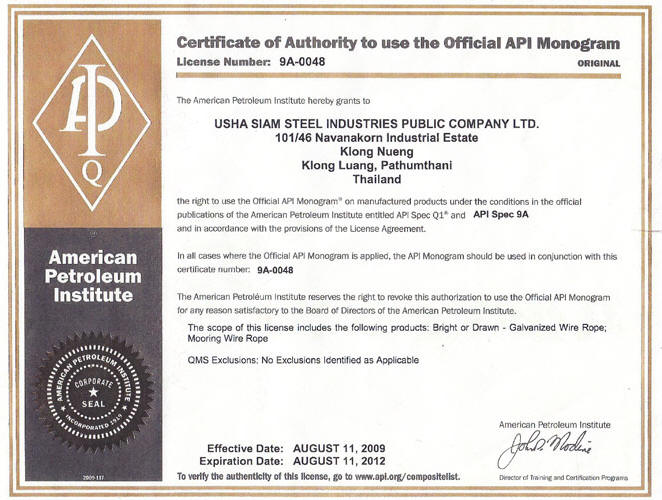 API
Q
American
Petroleum
Institute
AMERICAN PETROLEUM INSTITUTE
CORPORATE
SEAL
INCORPORATED 1919
2009-117
Certificate of Authority to use the Official API Monogram
License Number: 9A-0048
ORIGINAL
The American Petroleum Institute hereby grants to
USHA SIAM STEEL INDUSTRIES PUBLIC COMPANY LTD.
101/46 Navanakorn Industrial Estate
Klong Nueng
Klong Luang, Pathumthani
Thailand
the right to use the Official API Monogram® on manufactured products under the conditions in the official
publications of the American Petroleum Institute entitled API Spec Q1® and API Spec 9A
and in accordance with the provisions of the License Agreement.
In all cases where the Official API Monogram is applied, the API Monogram should be used in conjunction with this
certificate number: 9A-0048
The American Petroleum Institute reserves the right to revoke this authorization to use the Official API Monogram
for any reason satisfactory to the Board of Directors of the American Petroleum Institute.
The scope of this license includes the following products: Bright or Drawn - Galvanized Wire Rope;
Mooring Wire Rope
QMS Exclusions: No Exclusions Identified as Applicable
American Petroleum Institute
Effective Date: AUGUST 11, 2009
Expiration Date: AUGUST 11, 2012
To verify the authenticity of this license, go to www.api.org/compositelist.
Director of Training and Certification Programs